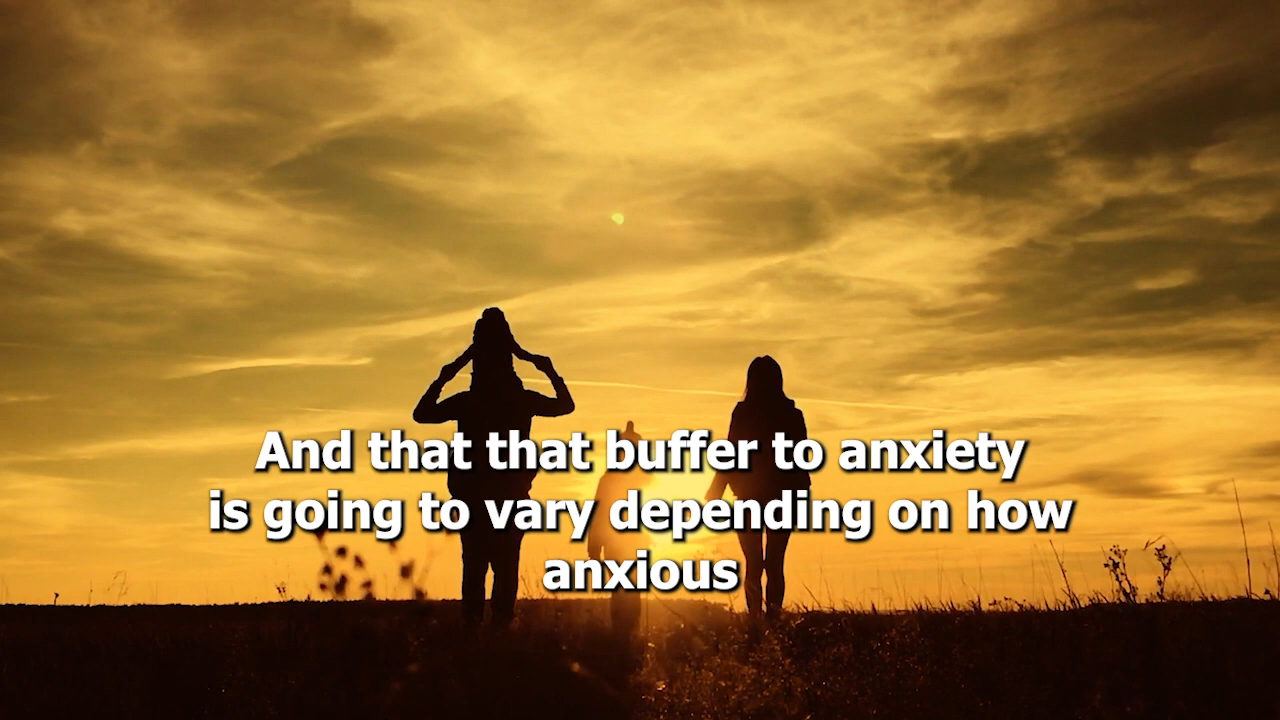 And that that buffer to anxiety
is going to vary depending on how
anxious